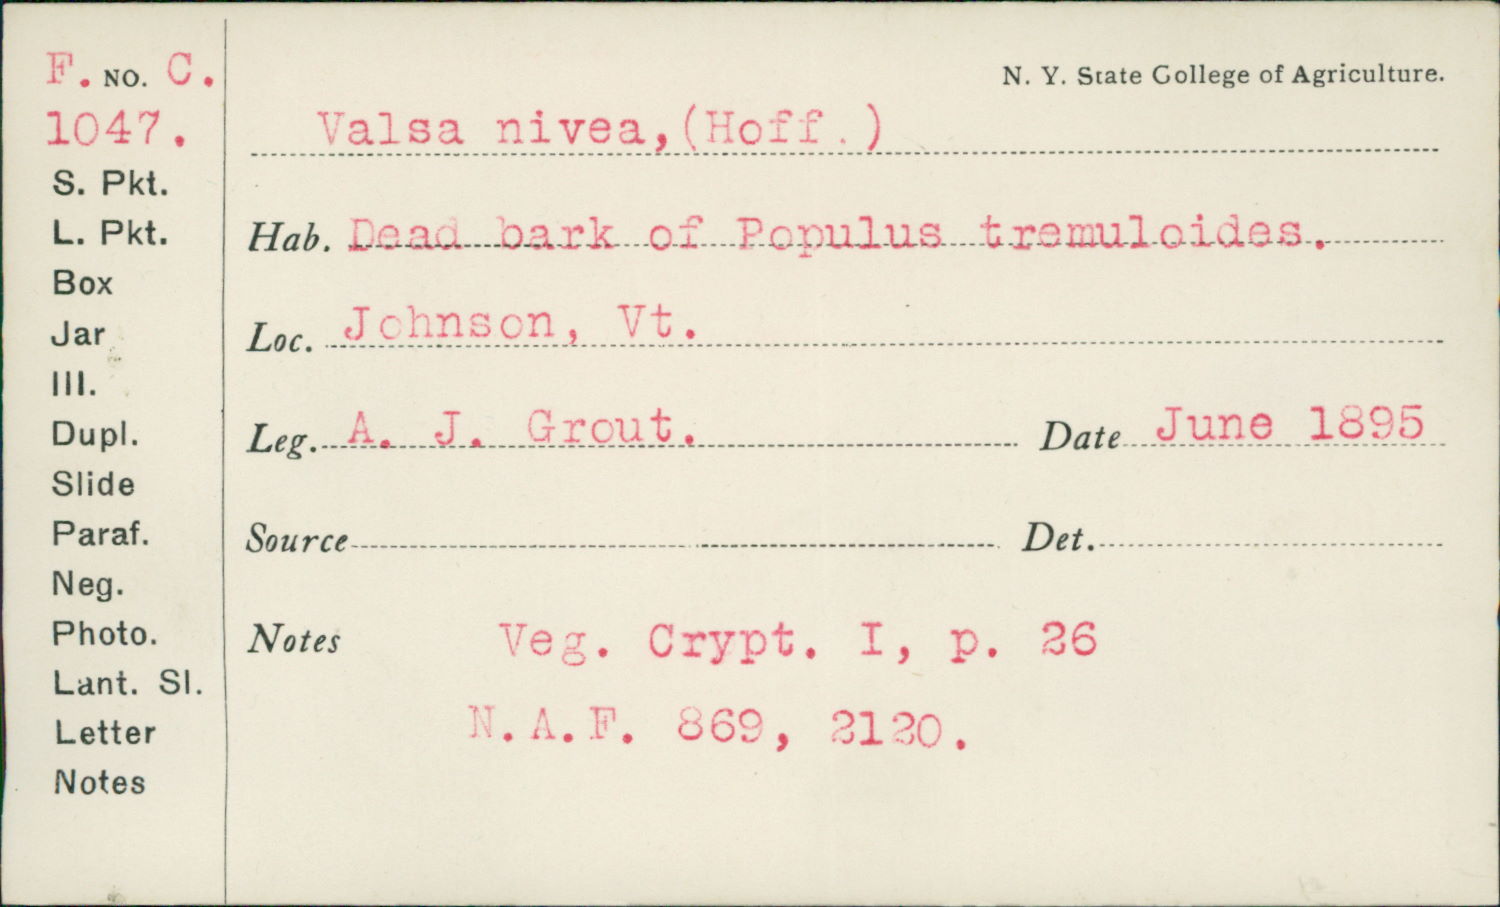 F. NO. C.
1047.
S. Pkt.
L. Pkt.
Box
Jar
Ill.
Dupl.
Slide
Paraf.
Neg.
Photo.
Lant. Sl.
Letter
Notes
N. Y. State College of Agriculture.
Valsa nivea,(Hoff.)
Hab. Dead bark of Populus tremuloides.
Loc. Johnson, Vt.
Leg. A. J. Grout. Date June 1895
Source Det.
Notes Veg. Crypt. I, p. 26
N.A.F. 869, 2120.